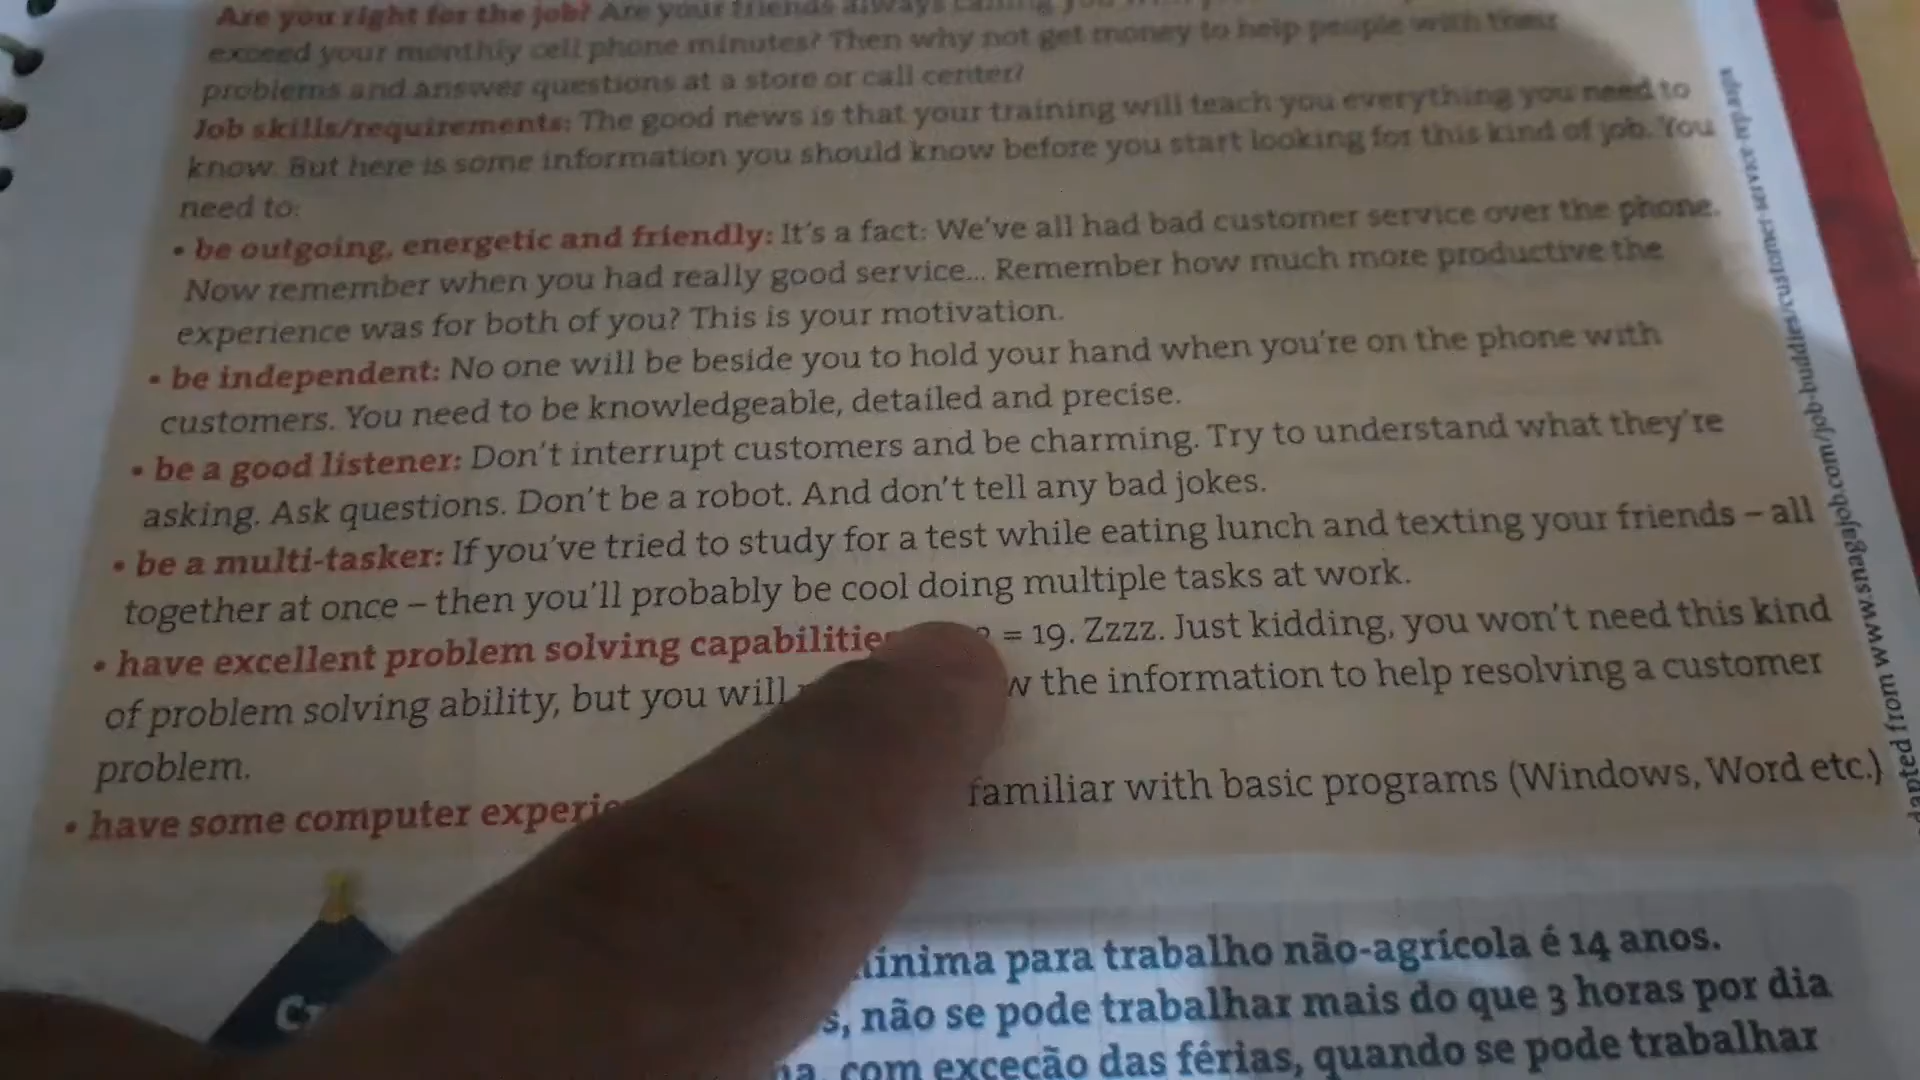 Are you right for the job? Are your friends always calling you
exceed your monthly cell phone minutes? Then why not get money to help people with their
problems and answer questions at a store or call center?
Job skills/requirements: The good news is that your training will teach you everything you need to
know. But here is some information you should know before you start looking for this kind of job. You
need to:
• be outgoing, energetic and friendly: It's a fact: We've all had bad customer service over the phone.
Now remember when you had really good service... Remember how much more productive the
experience was for both of you? This is your motivation.
• be independent: No one will be beside you to hold your hand when you're on the phone with
customers. You need to be knowledgeable, detailed and precise.
• be a good listener: Don't interrupt customers and be charming. Try to understand what they're
asking. Ask questions. Don't be a robot. And don't tell any bad jokes.
• be a multi-tasker: If you've tried to study for a test while eating lunch and texting your friends – all
together at once – then you'll probably be cool doing multiple tasks at work.
• have excellent problem solving = 19. Zzzz. Just kidding, you won't need this kind
of problem solving ability, but you will the information to help resolving a customer
problem.
• have some computer familiar with basic programs (Windows, Word etc.)
para trabalho não-agrícola é 14 anos.
não se pode trabalhar mais do que 3 horas por dia
com exceção das férias, quando se pode trabalhar
from www.snagajob.com/job-buddies/customer-service-rep.aspx